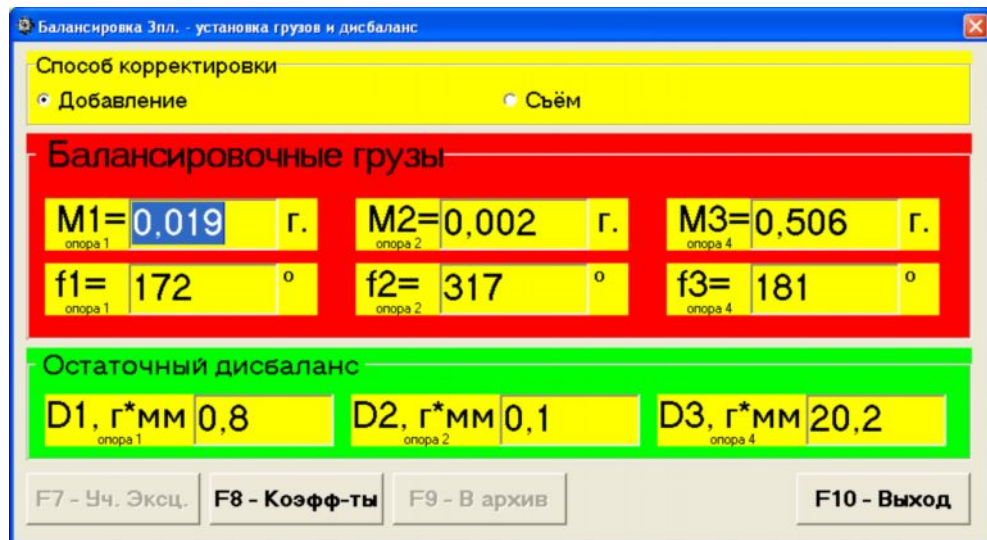 Балансировка 3пл. - установка грузов и дисбаланс
Способ корректировки
Добавление Съём
Балансировочные грузы
М1= 0,019 г. М2= 0,002 г. М3= 0,506 г.
опора 1 опора 2 опора 4
f1= 172 ° f2= 317 ° f3= 181 °
опора 1 опора 2 опора 4
Остаточный дисбаланс
D1, г*мм 0,8 D2, г*мм 0,1 D3, г*мм 20,2
опора 1 опора 2 опора 4
F7 - Уч. Эксц. F8 - Коэфф-ты F9 - В архив F10 - Выход